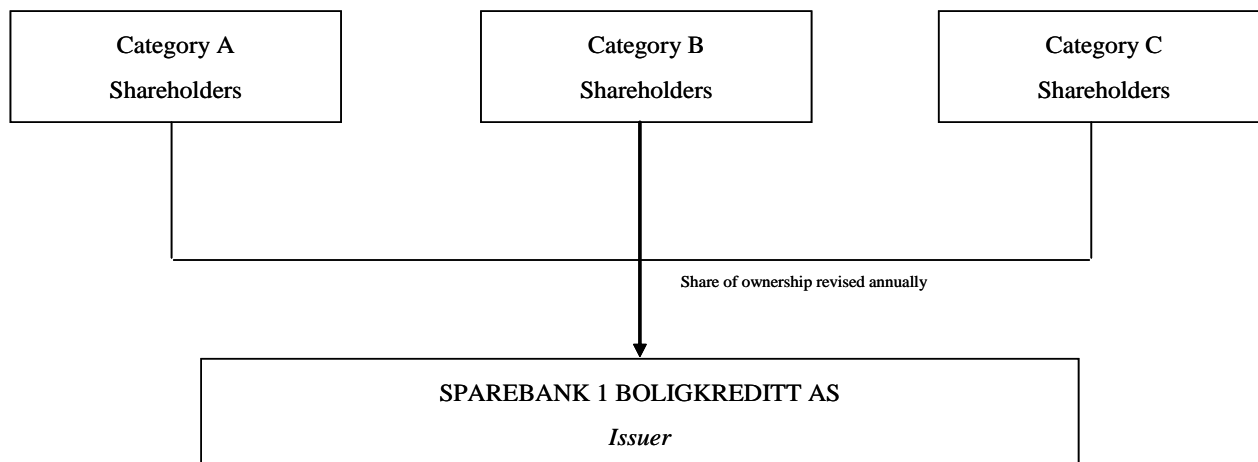 Category A
Shareholders
Category B
Shareholders
Category C
Shareholders
Share of ownership revised annually
SPAREBANK 1 BOLIGKREDITT AS
Issuer